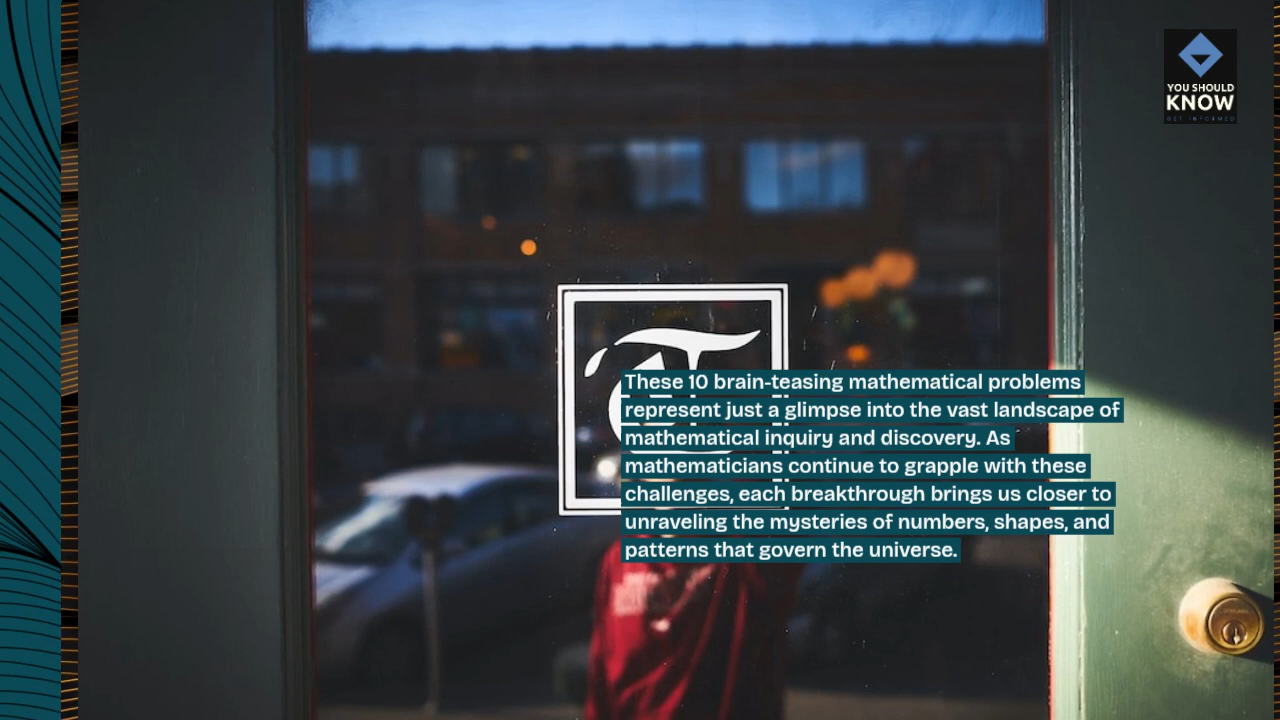 YOU SHOULD
KNOW
GET INFORMED
T
These 10 brain-teasing mathematical problems
represent just a glimpse into the vast landscape of
mathematical inquiry and discovery. As
mathematicians continue to grapple with these
challenges, each breakthrough brings us closer to
unraveling the mysteries of numbers, shapes, and
patterns that govern the universe.